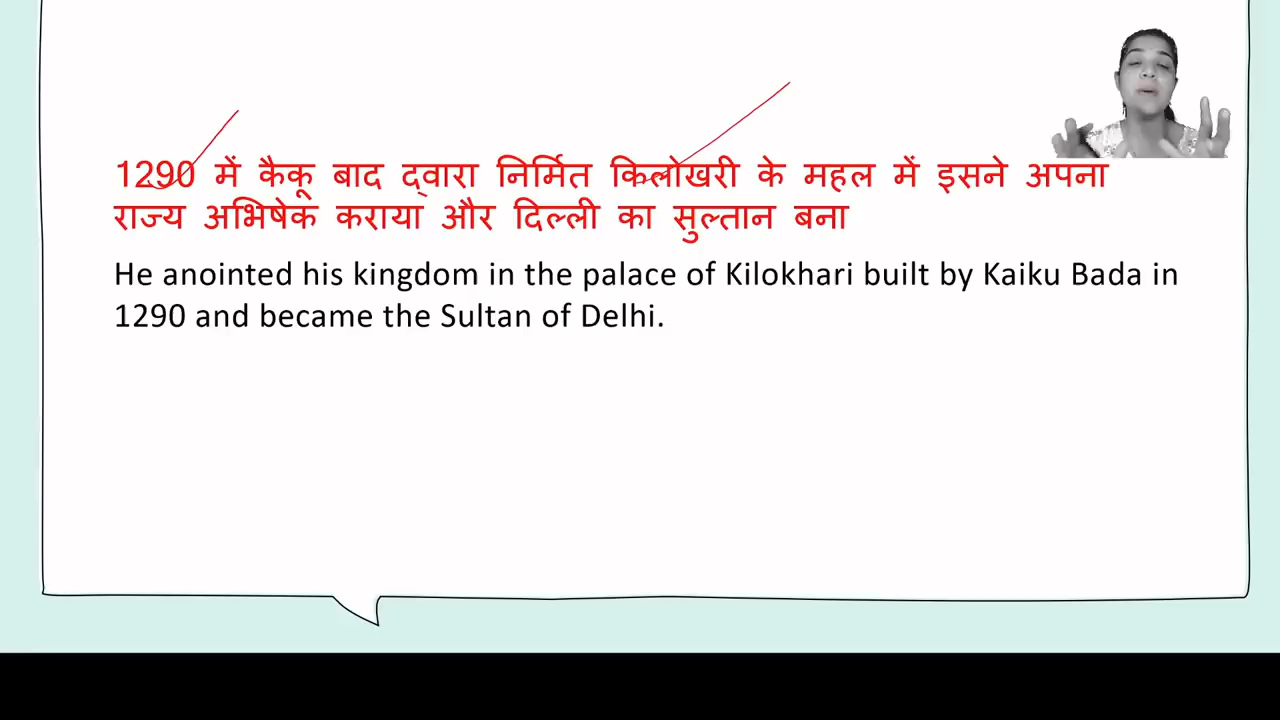 1290 में कैकू बाद द्वारा निर्मित किलोखरी के महल में इसने अपना
राज्य अभिषेक कराया और दिल्ली का सुल्तान बना
He anointed his kingdom in the palace of Kilokhari built by Kaiku Bada in
1290 and became the Sultan of Delhi.